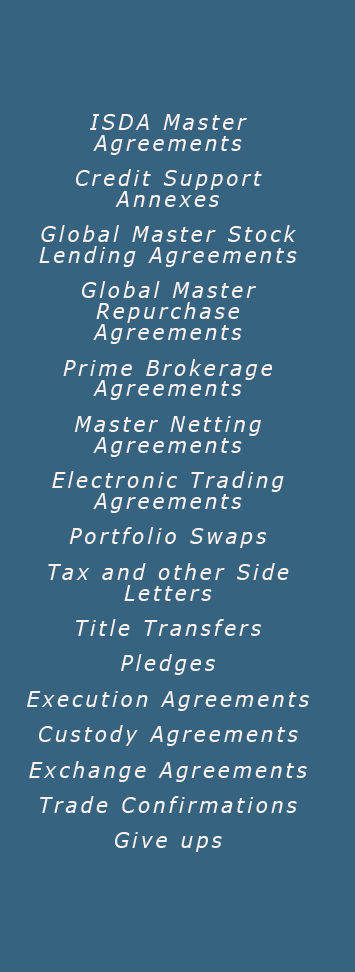 ISDA Master
Agreements
Credit Support
Annexes
Global Master Stock
Lending Agreements
Global Master
Repurchase
Agreements
Prime Brokerage
Agreements
Master Netting
Agreements
Electronic Trading
Agreements
Portfolio Swaps
Tax and other Side
Letters
Title Transfers
Pledges
Execution Agreements
Custody Agreements
Exchange Agreements
Trade Confirmations
Give ups